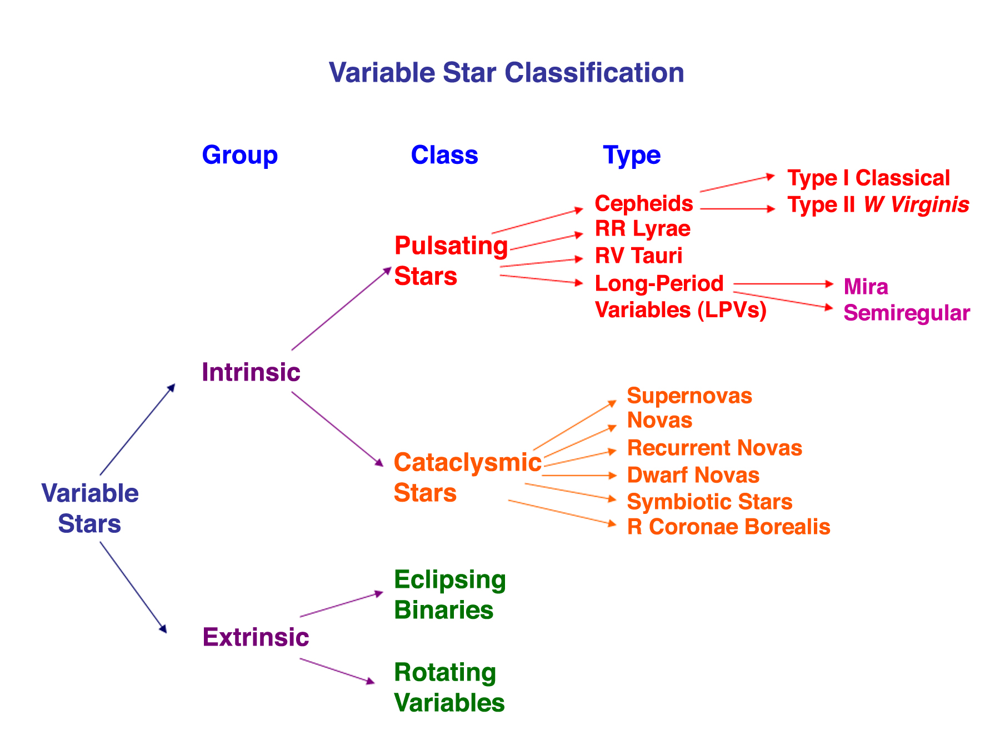 Variable Star Classification
Group
Class
Type
Type I Classical
Type II W Virginis
Cepheids
RR Lyrae
RV Tauri
Long-Period
Variables (LPVs)
Mira
Semiregular
Pulsating
Stars
Intrinsic
Supernovas
Novas
Recurrent Novas
Dwarf Novas
Symbiotic Stars
R Coronae Borealis
Cataclysmic
Stars
Variable
Stars
Eclipsing
Binaries
Extrinsic
Rotating
Variables